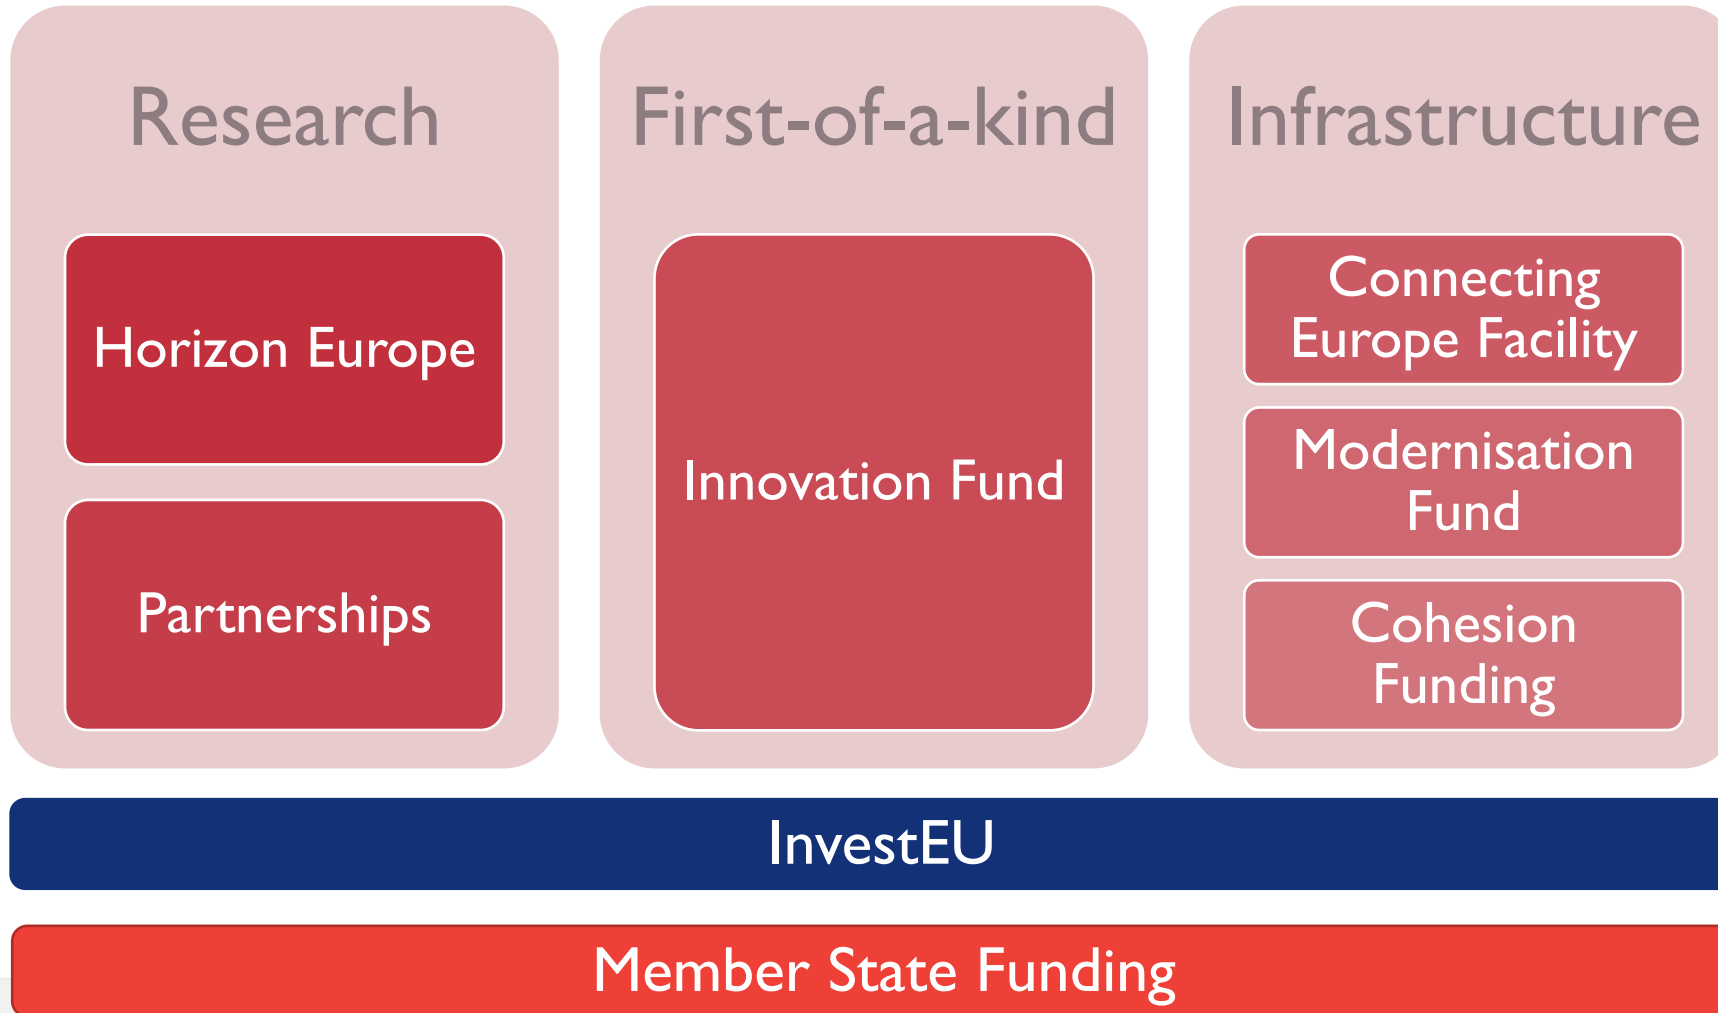 Research
Horizon Europe
Partnerships
First-of-a-kind
Innovation Fund
Infrastructure
Connecting
Europe Facility
Modernisation
Fund
Cohesion
Funding
InvestEU
Member State Funding